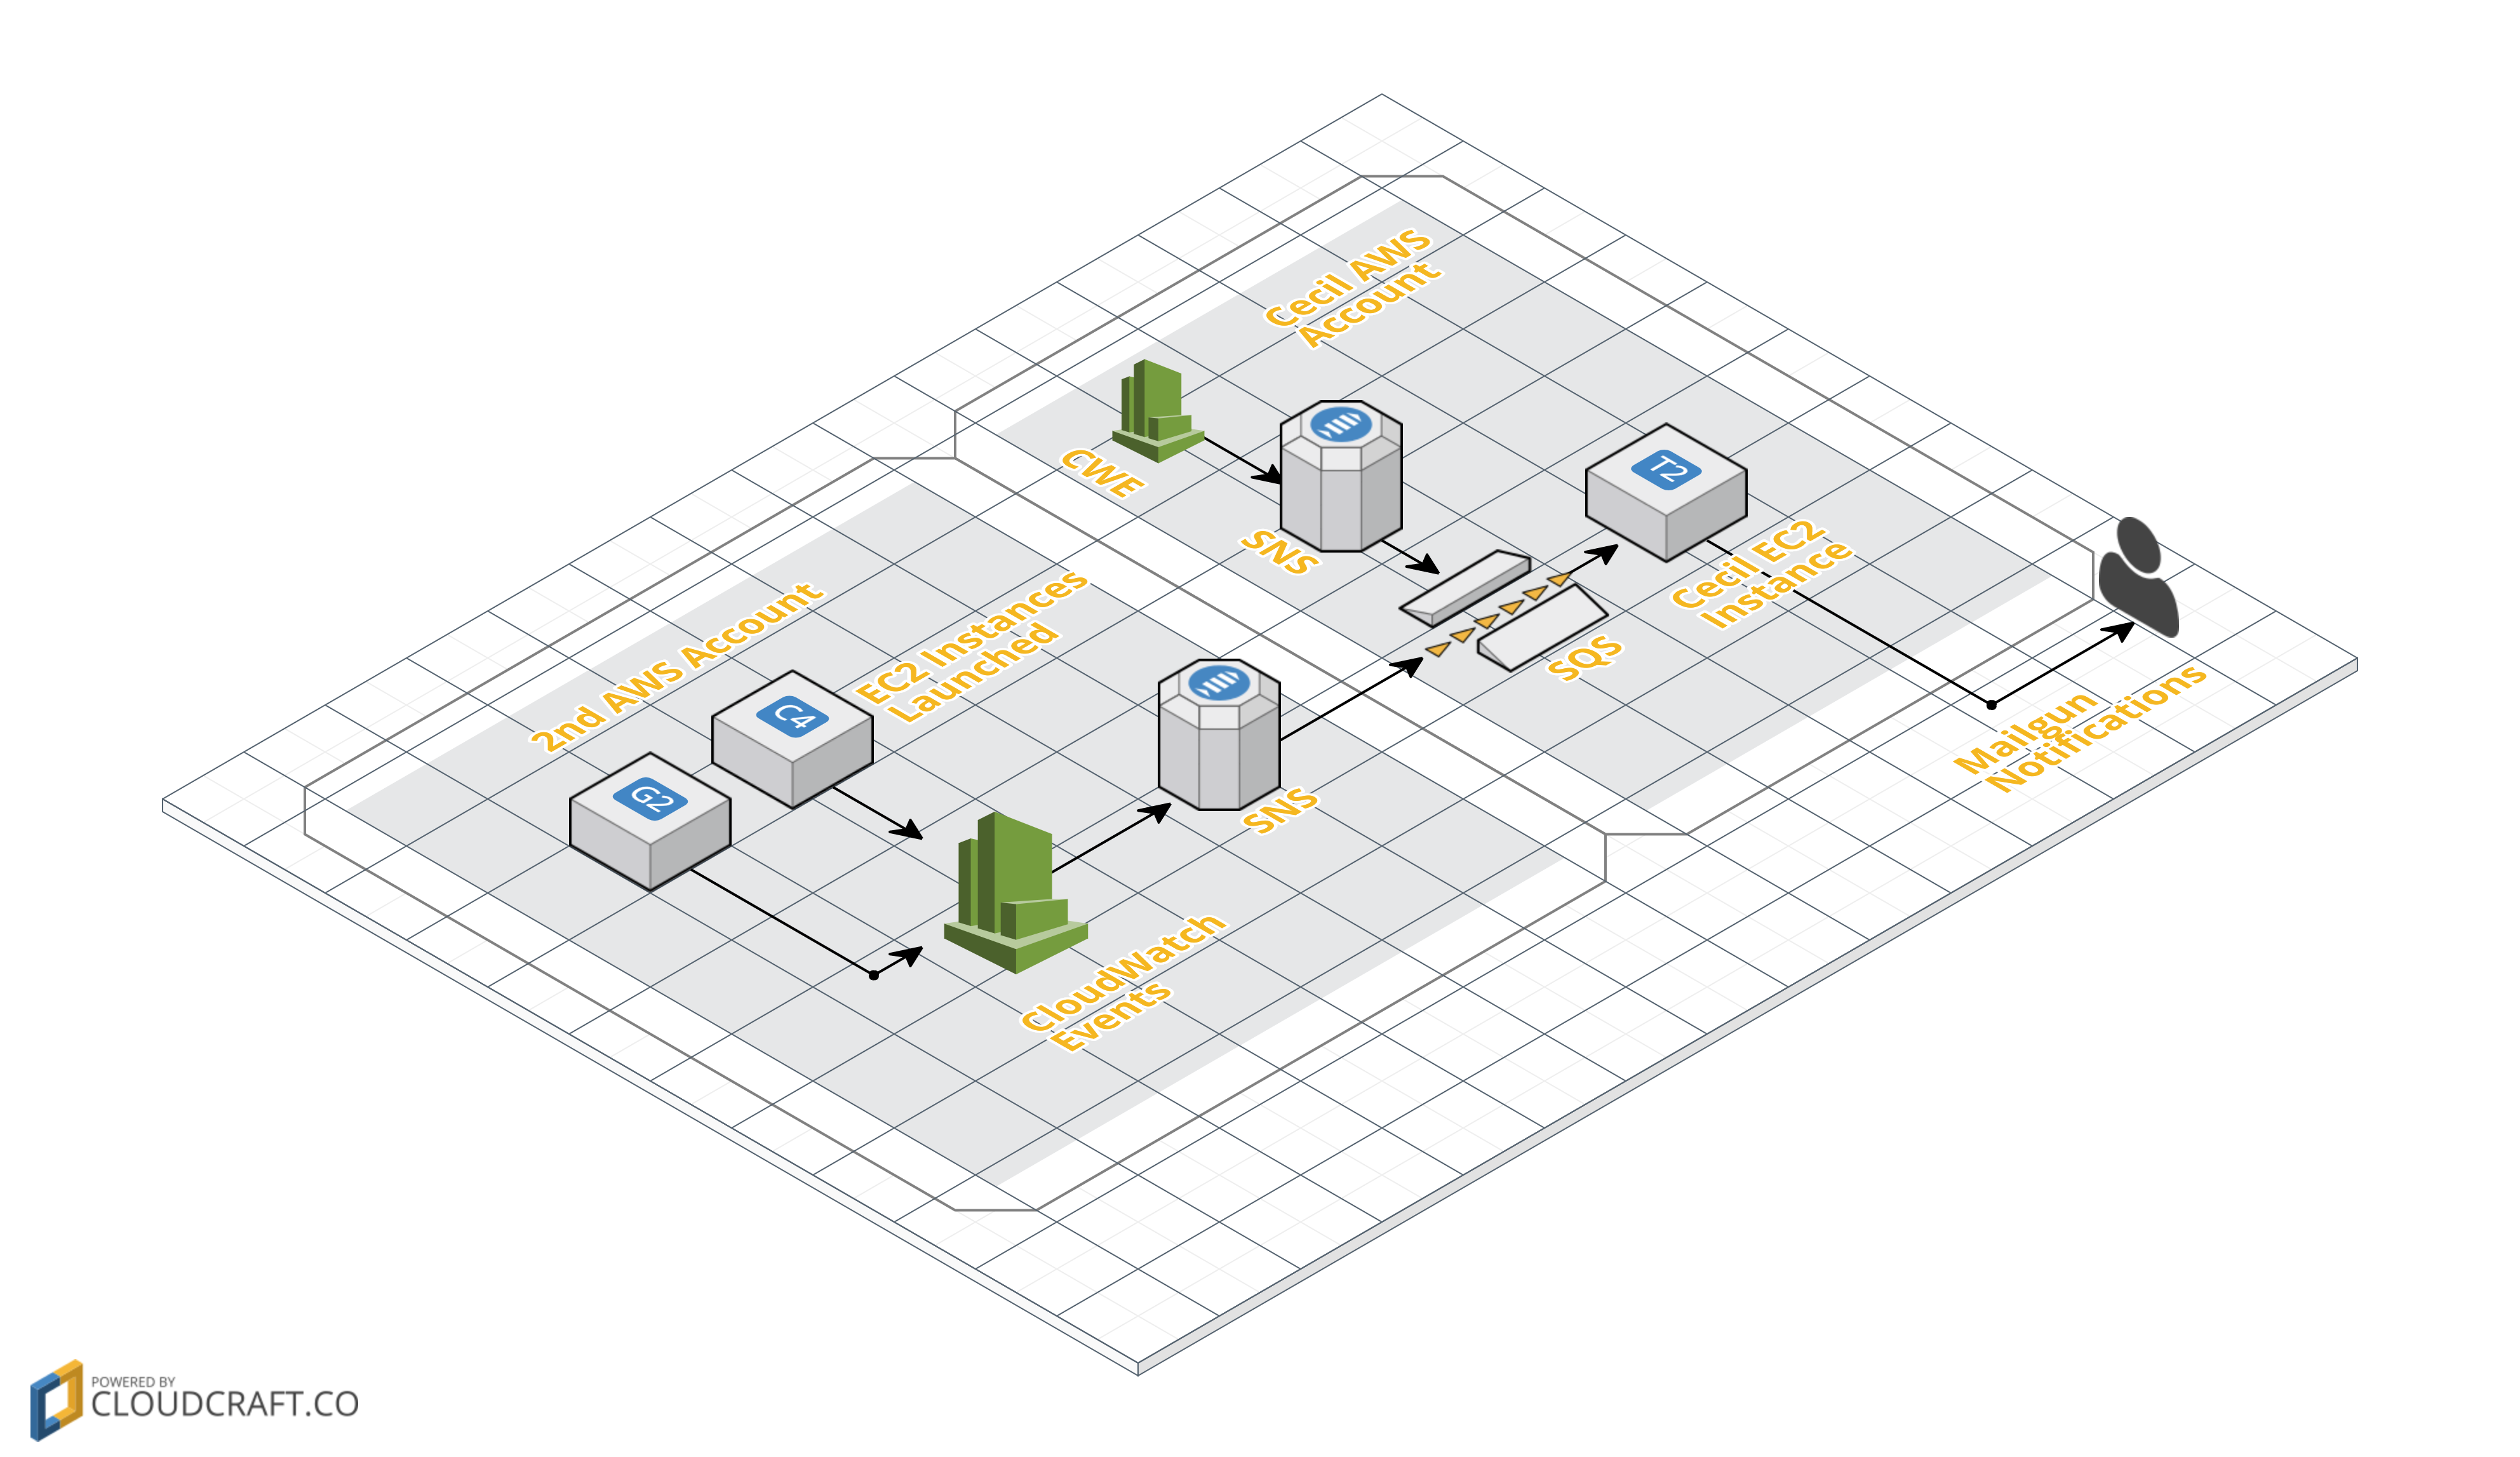 Cecil AWS
Account
CWE
SNS
T2
Cecil EC2
Instance
SQS
2nd AWS Account
EC2 Instances
Launched
C4
G2
SNS
CloudWatch
Events
Mailgun
Notifications
POWERED BY
CLOUDCRAFT.CO